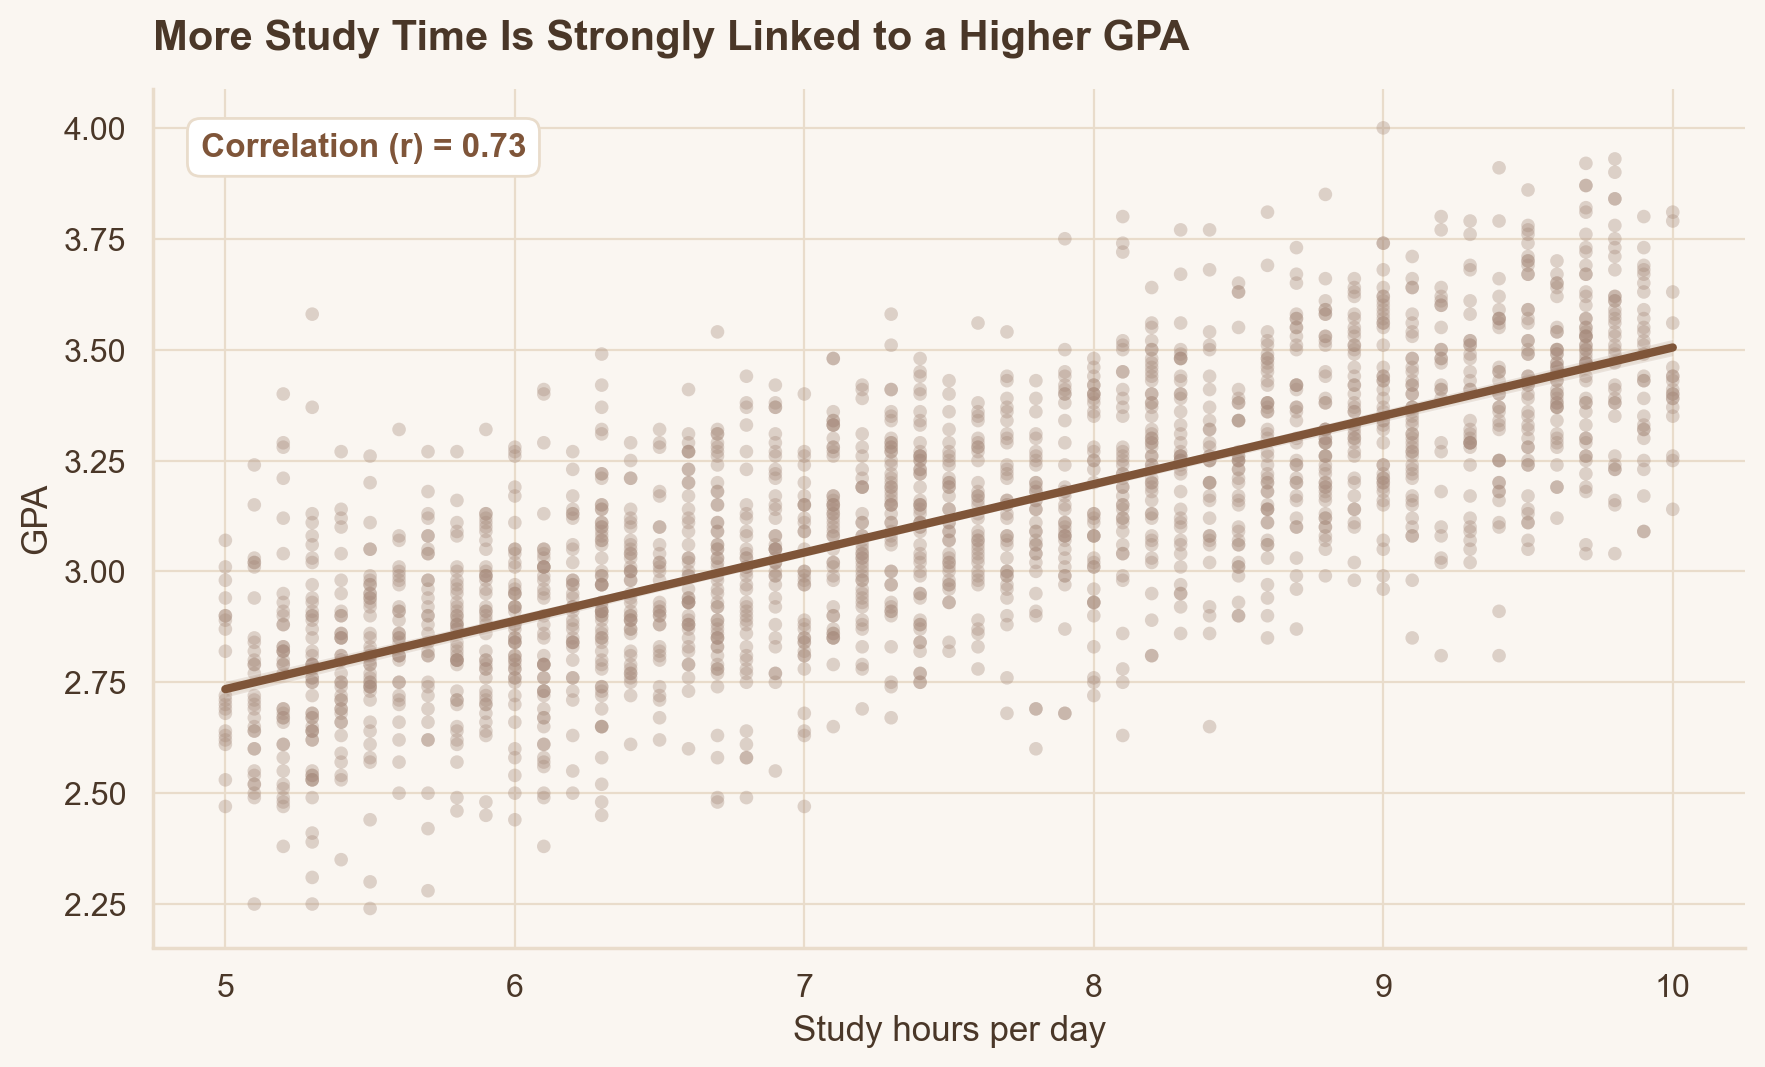 More Study Time Is Strongly Linked to a Higher GPA
Correlation (r) = 0.73
GPA
4.00
3.75
3.50
3.25
3.00
2.75
2.50
2.25
5 6 7 8 9 10
Study hours per day